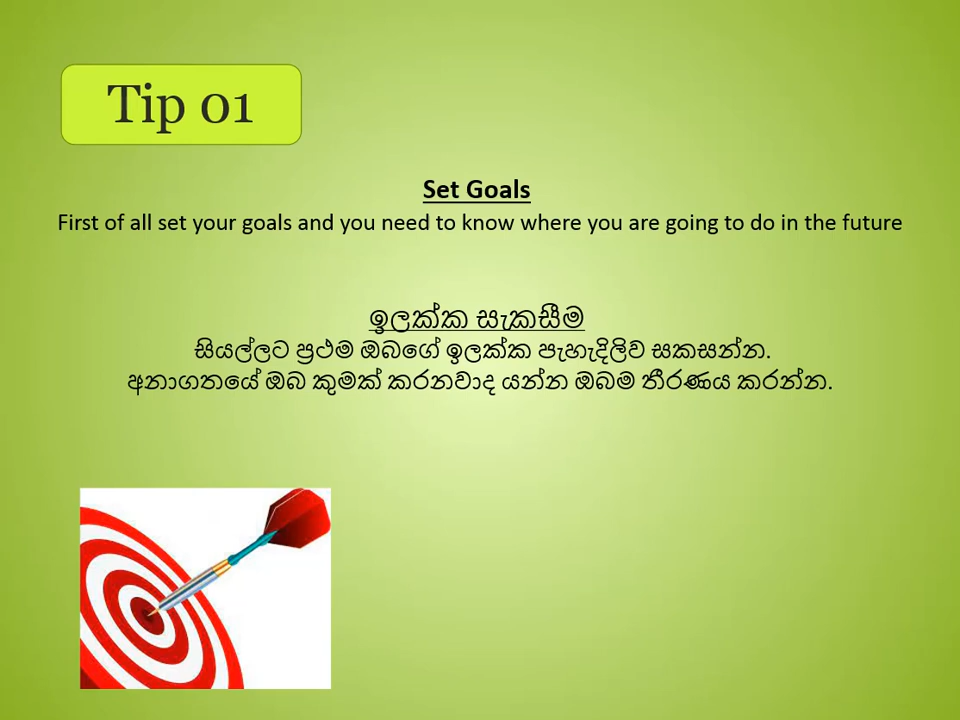 Tip 01
Set Goals
First of all set your goals and you need to know where you are going to do in the future
ඉලක්ක සැකසීම
සියල්ලට ප්‍රථම ඔබගේ ඉලක්ක පැහැදිලිව සකසන්න.
අනාගතයේ ඔබ කුමක් කරනවාද යන්න ඔබම තීරණය කරන්න.